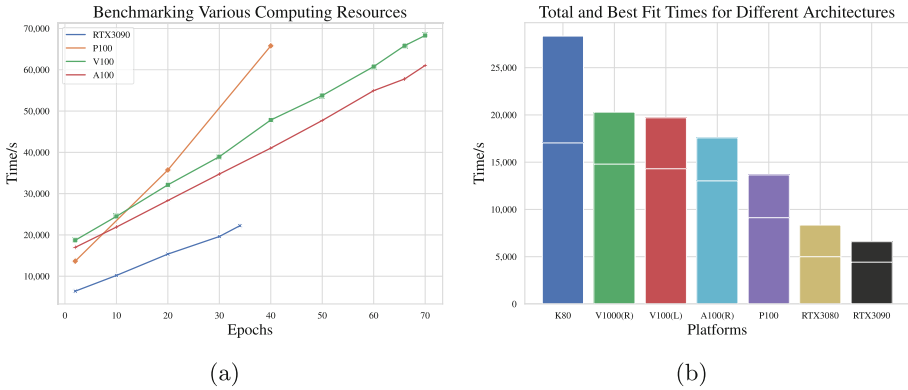 Benchmarking Various Computing Resources
70,000
60,000
50,000
40,000
30,000
20,000
10,000
Time/s
RTX3090
P100
V100
A100
0 10 20 30 40 50 60 70
Epochs
(a)
Total and Best Fit Times for Different Architectures
25,000
20,000
15,000
10,000
5,000
0
Time/s
K80 V1000(R) V100(L) A100(R) P100 RTX3080 RTX3090
Platforms
(b)